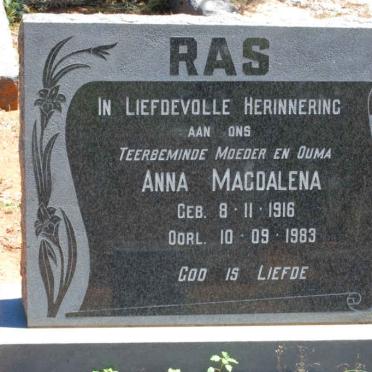 RAS
IN LIEFDEVOLLE HERINNERING
AAN ONS
TEERBEMINDE MOEDER EN OUMA
ANNA MAGDALENA
GEB. 8 · 11 · 1916
OORL. 10 · 09 · 1983
GOD IS LIEFDE